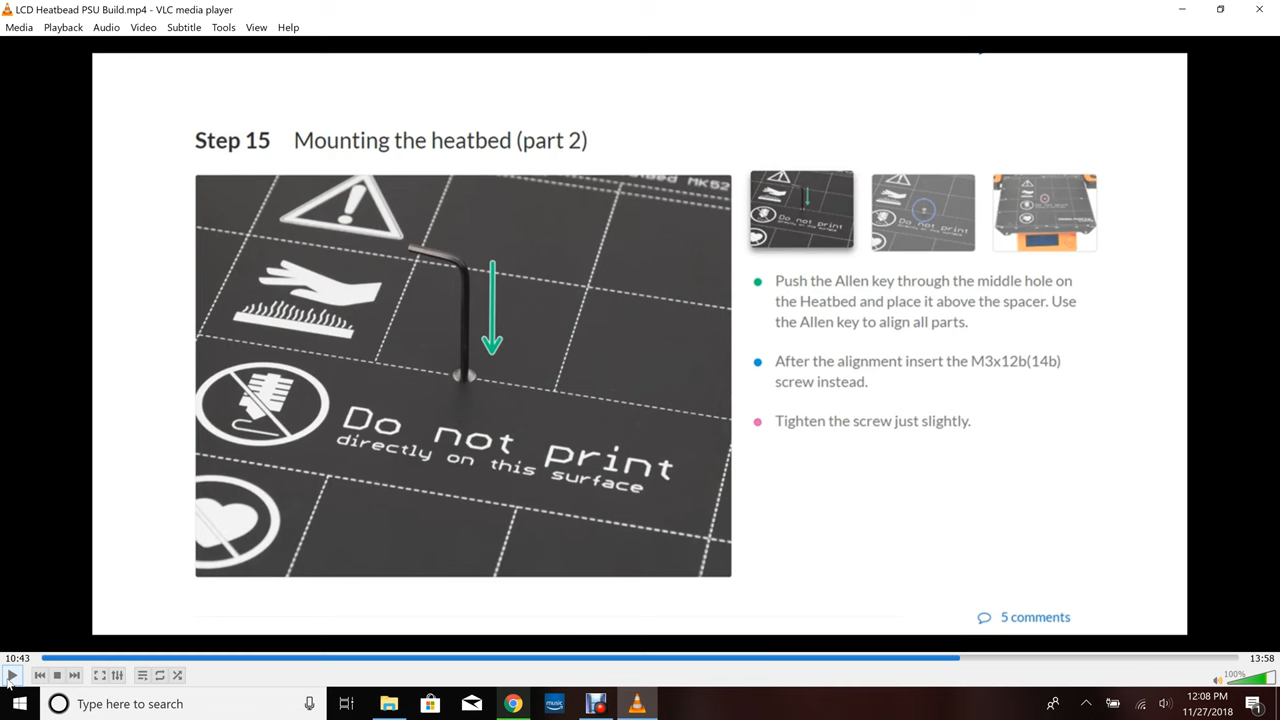 LCD Heatbead PSU Build.mp4 - VLC media player
Media Playback Audio Video Subtitle Tools View Help
Step 15 Mounting the heatbed (part 2)
Do not print
directly on this surface
Push the Allen key through the middle hole on
the Heatbed and place it above the spacer. Use
the Allen key to align all parts.
After the alignment insert the M3x12b(14b)
screw instead.
Tighten the screw just slightly.
5 comments
10:43
13:58
100%
Type here to search
music
12:08 PM
11/27/2018
1